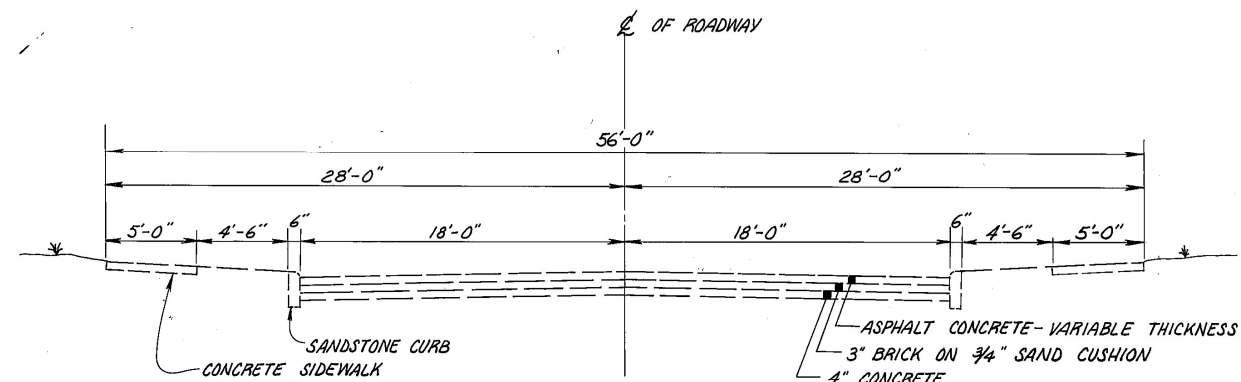 ℄ OF ROADWAY
56'-0"
28'-0" 28'-0"
5'-0" 4'-6" 6" 18'-0" 18'-0" 6" 4'-6" 5'-0"
ASPHALT CONCRETE-VARIABLE THICKNESS
SANDSTONE CURB
3" BRICK ON 3/4" SAND CUSHION
CONCRETE SIDEWALK
4" CONCRETE